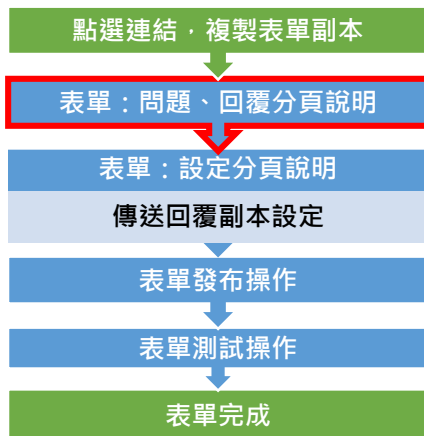 點選連結，複製表單副本
表單：問題、回覆分頁說明
表單：設定分頁說明
傳送回覆副本設定
表單發布操作
表單測試操作
表單完成